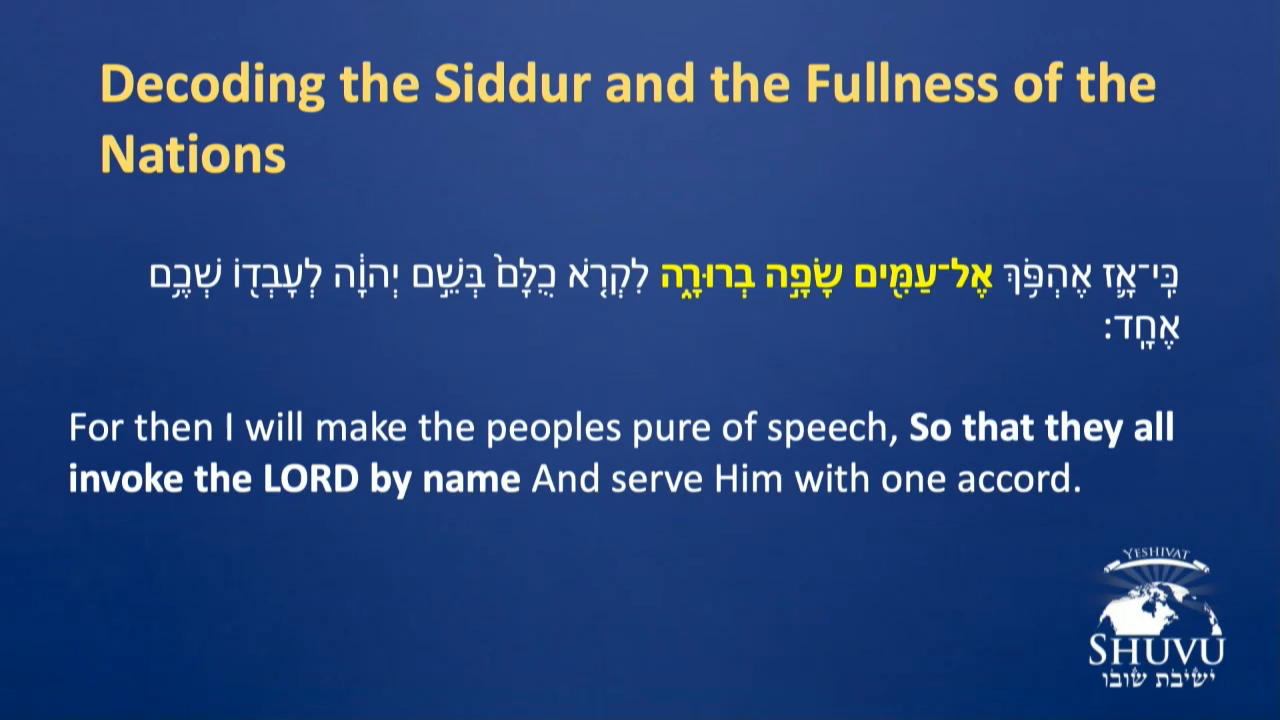 Decoding the Siddur and the Fullness of the
Nations
כִּֽי־אָ֛ז אֶהְפֹּ֥ךְ אֶל־עַמִּ֖ים שָׂפָ֣ה בְרוּרָ֑ה לִקְרֹ֤א כֻלָּם֙ בְּשֵׁ֣ם יְהוָ֔ה לְעָבְד֖וֹ שְׁכֶ֥ם
אֶחָֽד׃
For then I will make the peoples pure of speech, So that they all
invoke the LORD by name And serve Him with one accord.
YESHIVAT
SHUVU
ישיבת שובו